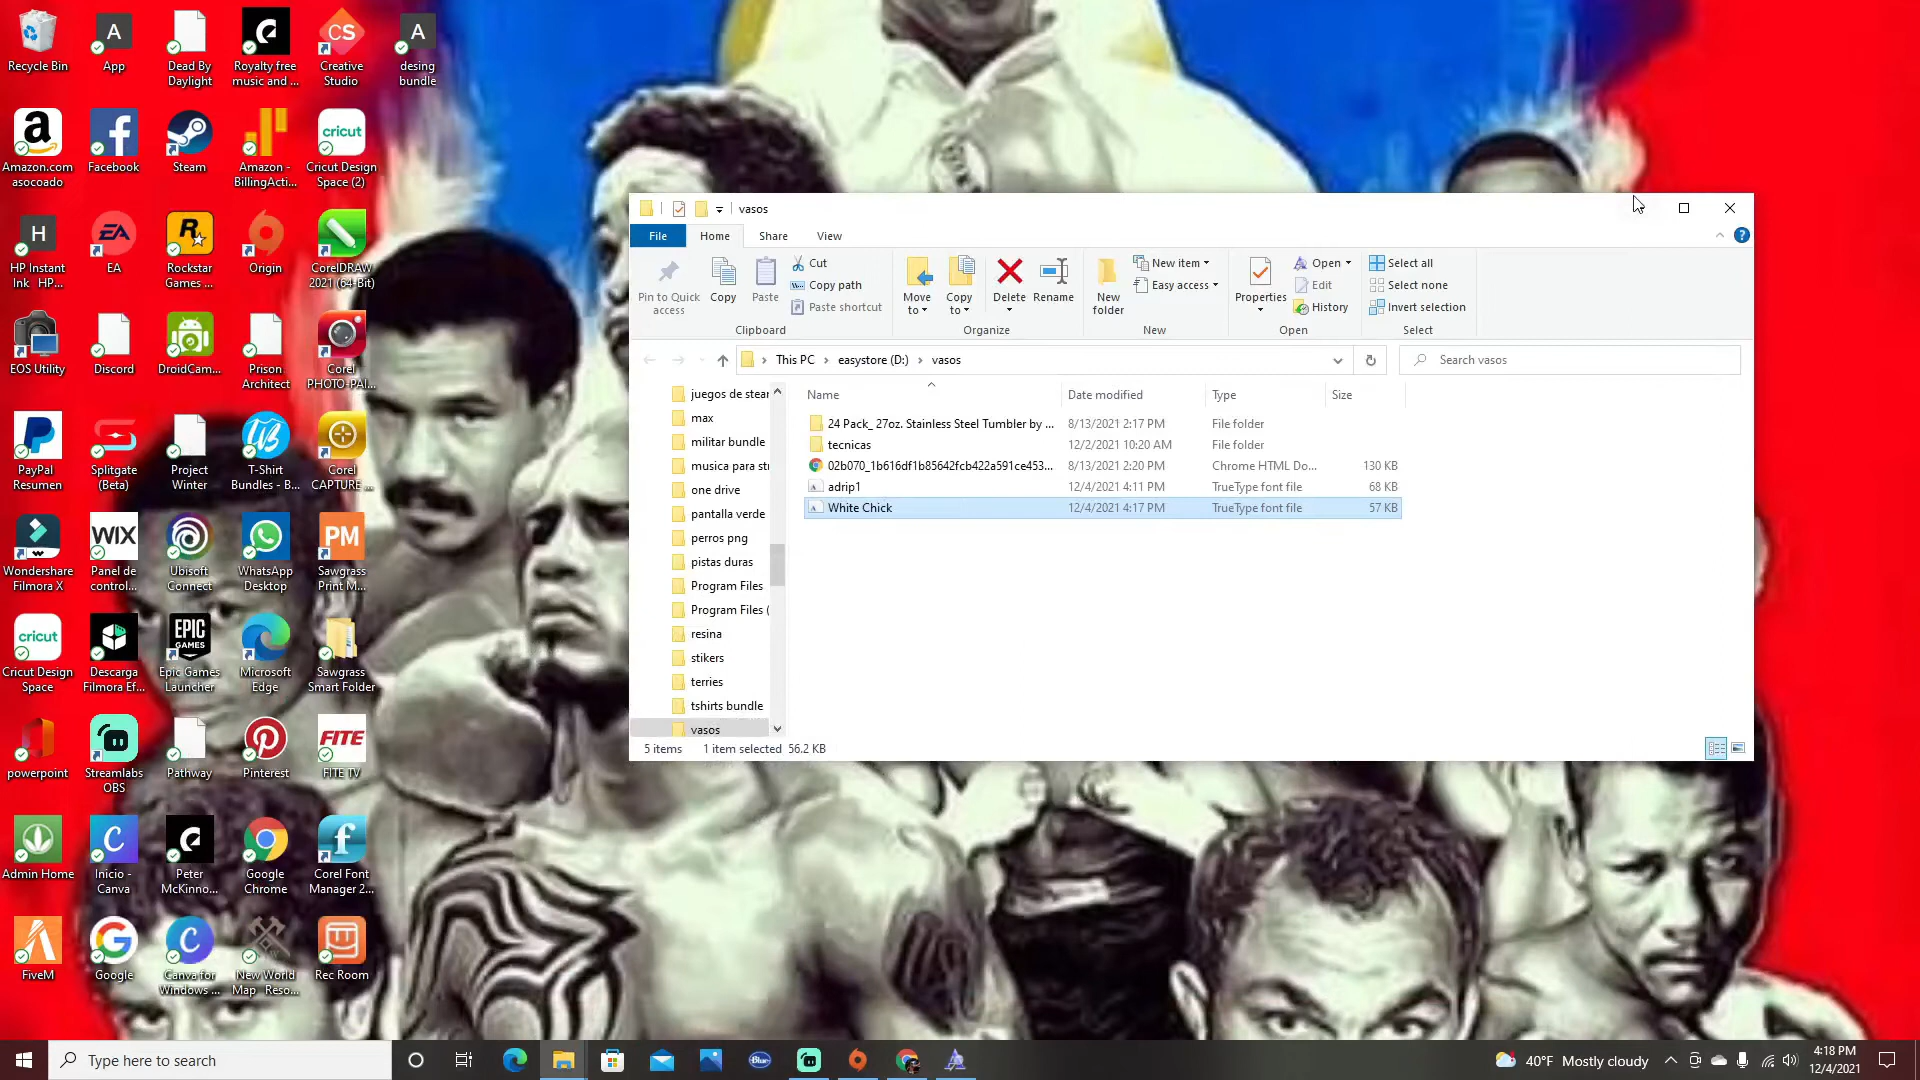 Recycle Bin
App
Dead By
Daylight
Royalty free
music and ...
CS
Creative
Studio
A
desing
bundle
Amazon.com
asocoado
Facebook
Steam
Amazon -
BillingActi...
cricut
Cricut Design
Space (2)
H
HP Instant
Ink HP...
EA
Rockstar
Games ...
Origin
CorelDRAW
2021 (64-Bit)
EOS Utility
Discord
DroidCam...
Prison
Architect
Corel
PHOTO-PAI...
PayPal
Resumen
Splitgate
(Beta)
Project
Winter
T-Shirt
Bundles - B...
Corel
CAPTURE ...
Wondershare
Filmora X
WIX
Panel de
control...
Ubisoft
Connect
WhatsApp
Desktop
PM
Sawgrass
Print M...
cricut
Cricut Design
Space
Descarga
Filmora Ef...
EPIC
GAMES
Epic Games
Launcher
Microsoft
Edge
Sawgrass
Smart Folder
powerpoint
Streamlabs
OBS
Pathway
Pinterest
FITE
FITE TV
Admin Home
Inicio -
Canva
Peter
McKinno...
Google
Chrome
Corel Font
Manager 2...
FiveM
Google
Canva for
Windows ...
New World
Map Reso...
Rec Room
vasos
File
Home
Share
View
Pin to Quick
access
Copy
Paste
Cut
Copy path
Paste shortcut
Clipboard
Move
to
Copy
to
Delete
Rename
Organize
New
folder
New item
Easy access
New
Properties
Open
Edit
History
Open
Select all
Select none
Invert selection
Select
This PC > easystore (D:) > vasos
Search vasos
juegos de stear
max
militar bundle
musica para str
one drive
pantalla verde
perros png
pistas duras
Program Files
Program Files (
resina
stikers
terries
tshirts bundle
vasos
Name Date modified Type Size
24 Pack_ 27oz. Stainless Steel Tumbler by ... 8/13/2021 2:17 PM File folder
tecnicas 12/2/2021 10:20 AM File folder
02b070_1b616df1b85642fcb422a591ce453... 8/13/2021 2:20 PM Chrome HTML Do... 130 KB
adrip1 12/4/2021 4:11 PM TrueType font file 68 KB
White Chick 12/4/2021 4:17 PM TrueType font file 57 KB
5 items 1 item selected 56.2 KB
Type here to search
Blue
40°F Mostly cloudy
4:18 PM
12/4/2021